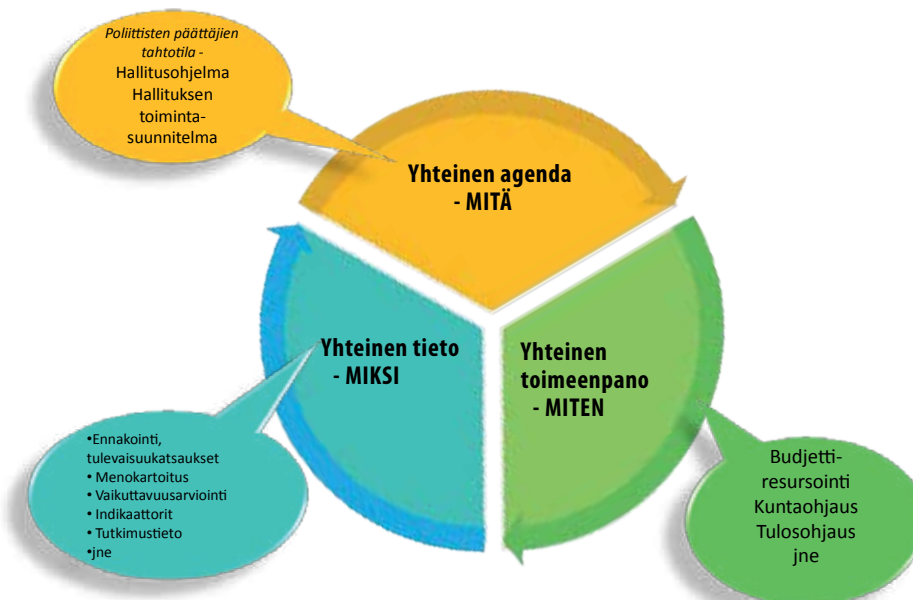 Poliittisten päättäjien
tahtotila -
Hallitusohjelma
Hallituksen
toiminta-
suunnitelma
Yhteinen agenda
- MITÄ
Yhteinen tieto
- MIKSI
Yhteinen
toimeenpano
- MITEN
•Ennakointi,
tulevaisuukatsaukset
• Menokartoitus
• Vaikuttavuusarviointi
• Indikaattorit
• Tutkimustieto
•jne
Budjetti-
resursointi
Kuntaohjaus
Tulosohjaus
jne